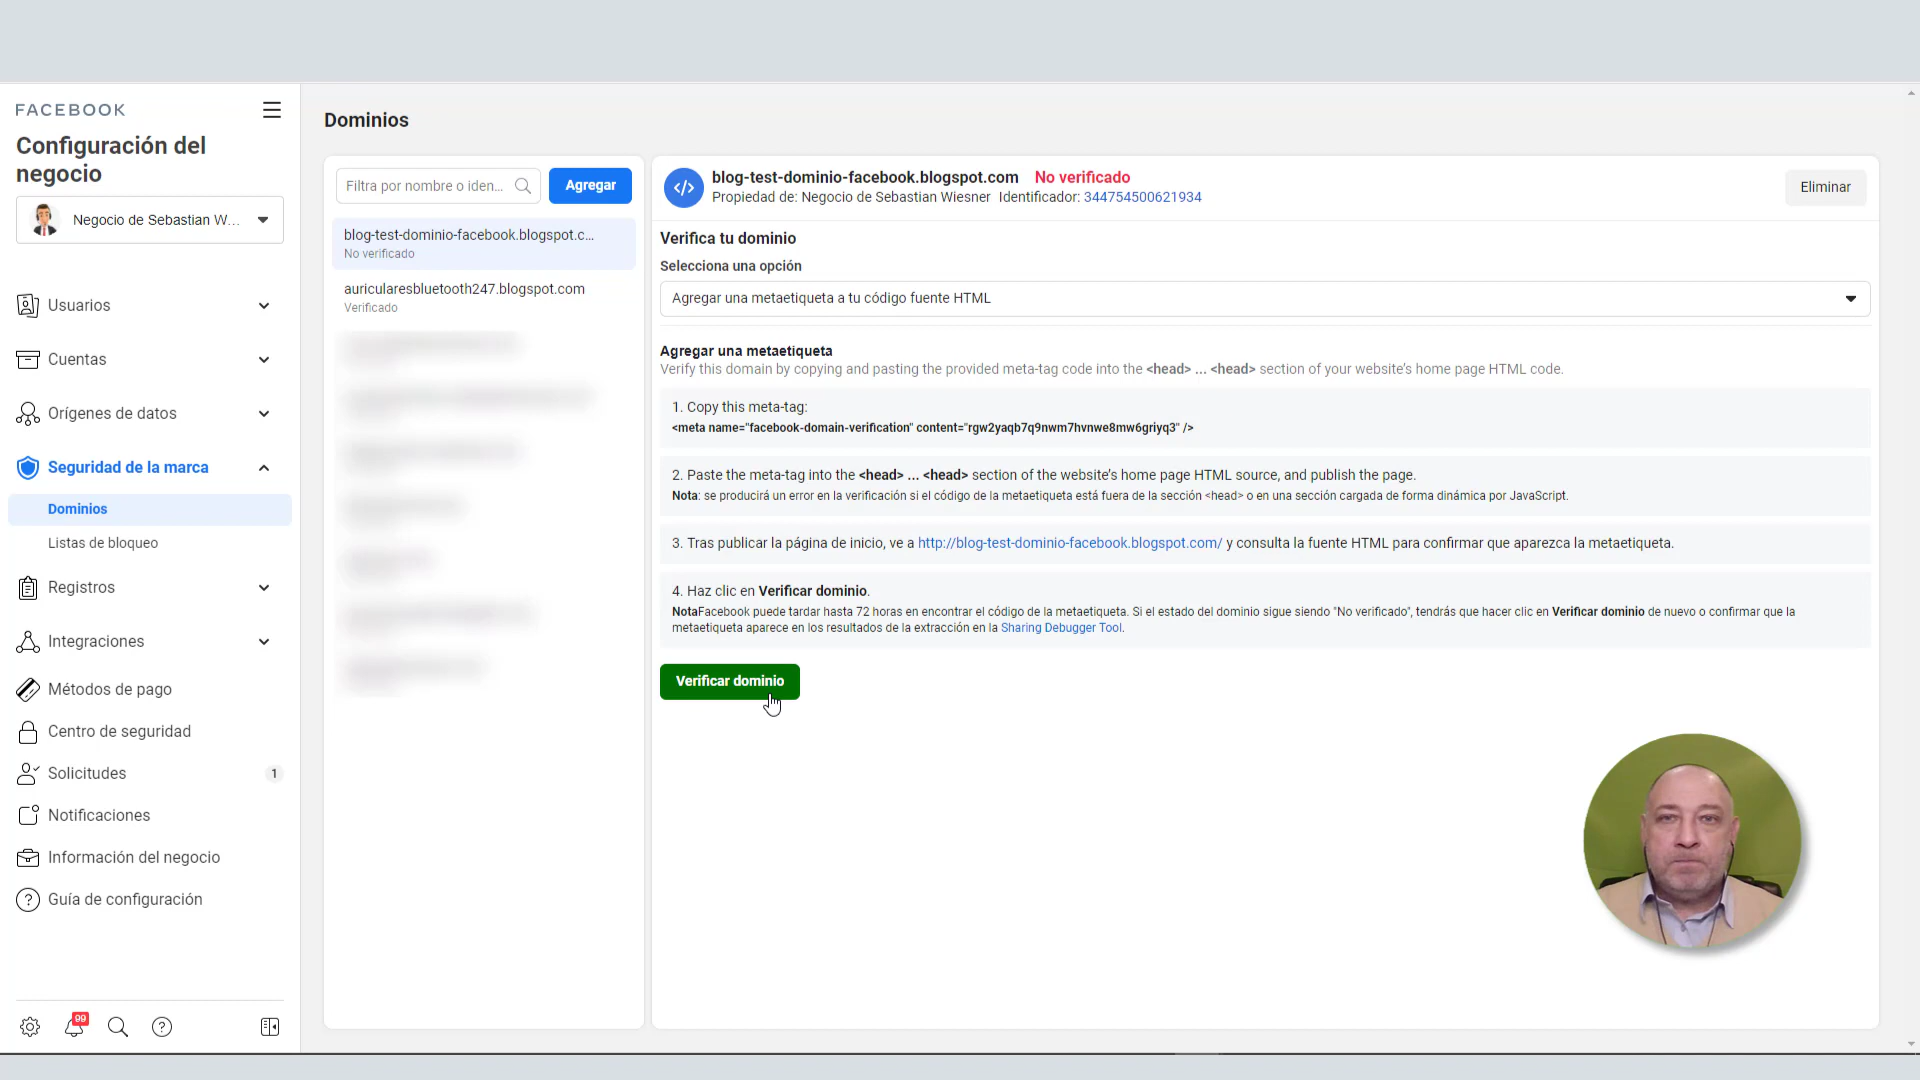 FACEBOOK
Configuración del
negocio
Negocio de Sebastian W...
Usuarios
Cuentas
Orígenes de datos
Seguridad de la marca
Dominios
Listas de bloqueo
Registros
Integraciones
Métodos de pago
Centro de seguridad
Solicitudes 1
Notificaciones
Información del negocio
Guía de configuración
99
Dominios
Filtra por nombre o iden... Agregar
blog-test-dominio-facebook.blogspot.c...
No verificado
auricularesbluetooth247.blogspot.com
Verificado
blog-test-dominio-facebook.blogspot.com No verificado
Propiedad de: Negocio de Sebastian Wiesner Identificador: 344754500621934
Eliminar
Verifica tu dominio
Selecciona una opción
Agregar una metaetiqueta a tu código fuente HTML
Agregar una metaetiqueta
Verify this domain by copying and pasting the provided meta-tag code into the <head> ... <head> section of your website's home page HTML code.
1. Copy this meta-tag:
<meta name="facebook-domain-verification" content="rgw2yaqb7q9nwm7hvnwe8mw6griyq3" />
2. Paste the meta-tag into the <head> ... <head> section of the website's home page HTML source, and publish the page.
Nota: se producirá un error en la verificación si el código de la metaetiqueta está fuera de la sección <head> o en una sección cargada de forma dinámica por JavaScript.
3. Tras publicar la página de inicio, ve a http://blog-test-dominio-facebook.blogspot.com/ y consulta la fuente HTML para confirmar que aparezca la metaetiqueta.
4. Haz clic en Verificar dominio.
NotaFacebook puede tardar hasta 72 horas en encontrar el código de la metaetiqueta. Si el estado del dominio sigue siendo "No verificado", tendrás que hacer clic en Verificar dominio de nuevo o confirmar que la
metaetiqueta aparece en los resultados de la extracción en la Sharing Debugger Tool.
Verificar dominio